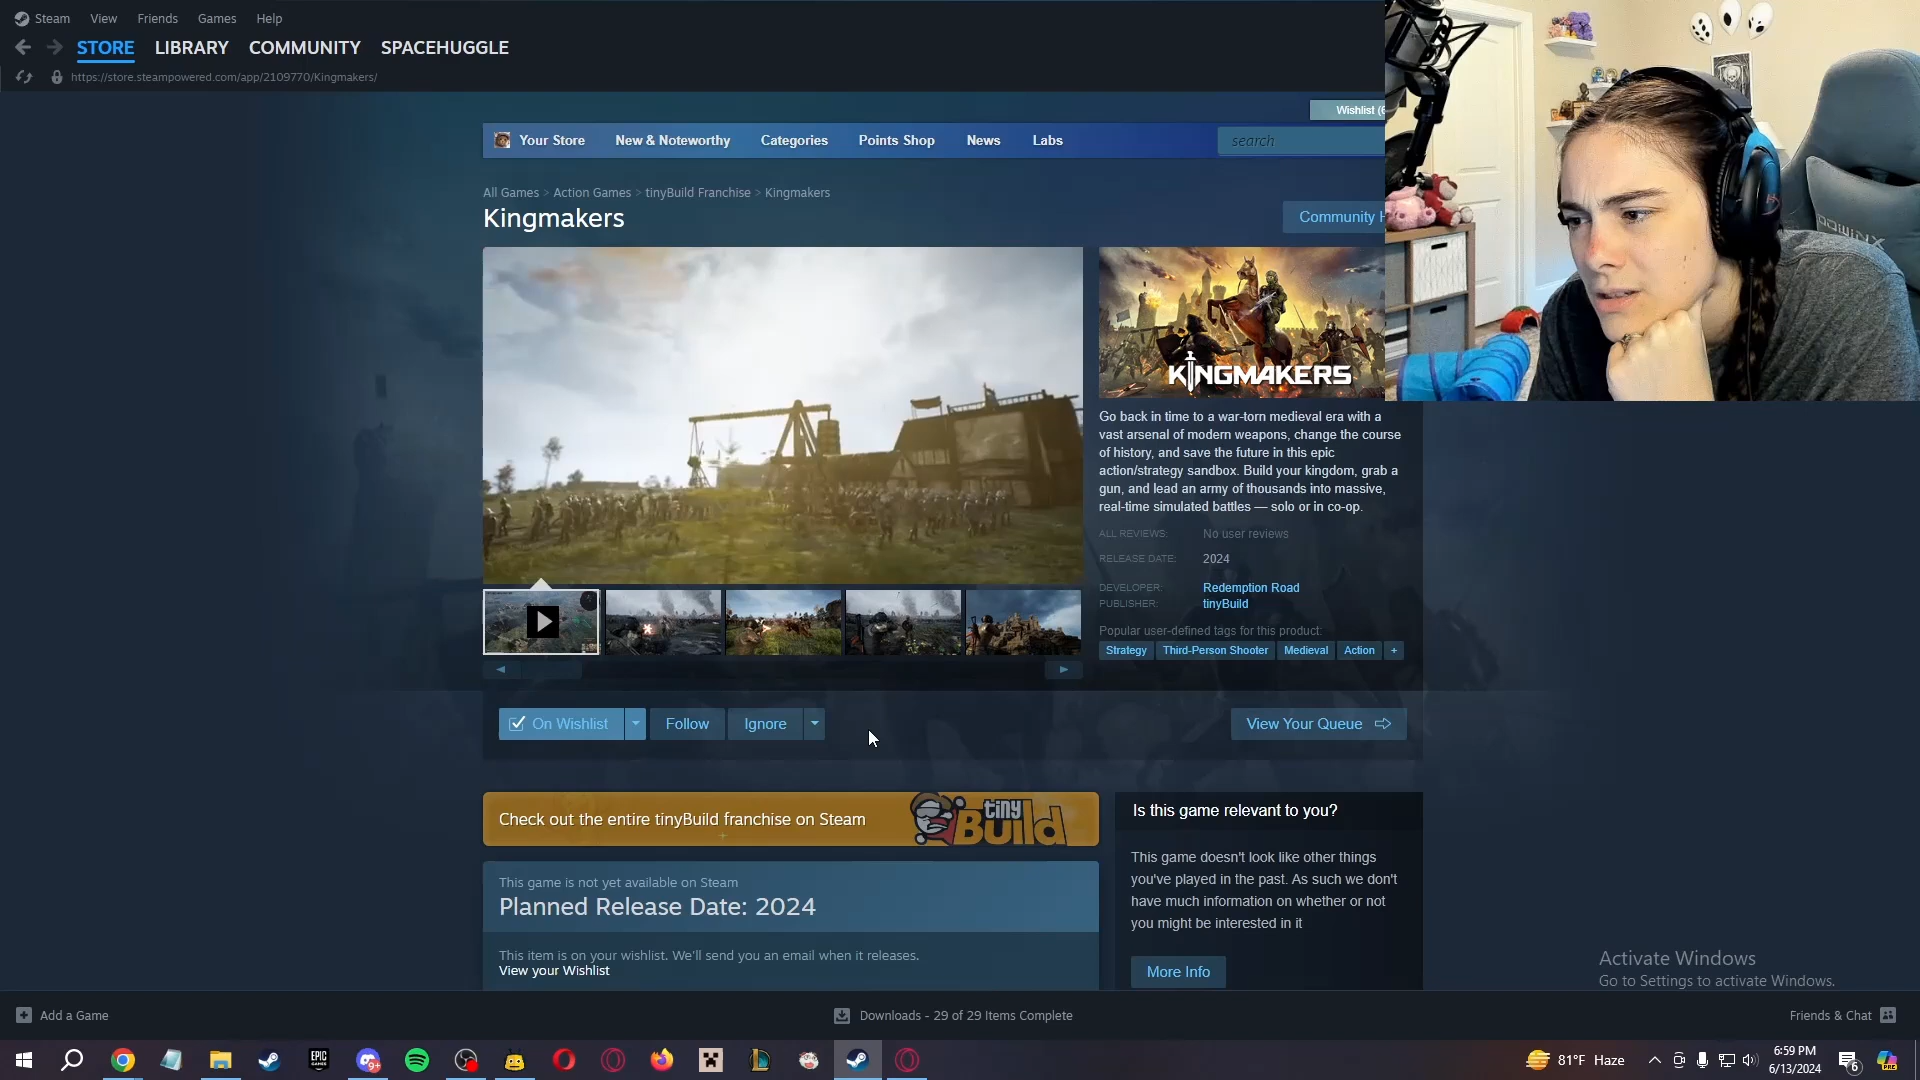 Steam View Friends Games Help
STORE LIBRARY COMMUNITY SPACEHUGGLE
https://store.steampowered.com/app/2109770/Kingmakers/
Wishlist (6
Your Store New & Noteworthy Categories Points Shop News Labs search
All Games > Action Games > tinyBuild Franchise > Kingmakers
Kingmakers
Community H
KINGMAKERS
Go back in time to a war-torn medieval era with a
vast arsenal of modern weapons, change the course
of history, and save the future in this epic
action/strategy sandbox. Build your kingdom, grab a
gun, and lead an army of thousands into massive,
real-time simulated battles — solo or in co-op.
ALL REVIEWS: No user reviews
RELEASE DATE: 2024
DEVELOPER: Redemption Road
PUBLISHER: tinyBuild
Popular user-defined tags for this product:
Strategy Third-Person Shooter Medieval Action +
On Wishlist Follow Ignore View Your Queue
Check out the entire tinyBuild franchise on Steam
tiny
Build
Is this game relevant to you?
This game doesn't look like other things
you've played in the past. As such we don't
have much information on whether or not
you might be interested in it
More Info
This game is not yet available on Steam
Planned Release Date: 2024
This item is on your wishlist. We'll send you an email when it releases.
View your Wishlist
Activate Windows
Go to Settings to activate Windows.
Add a Game Downloads - 29 of 29 Items Complete Friends & Chat
EPIC
GAMES
9+
81°F Haze
6:59 PM
6/13/2024
6
PRE